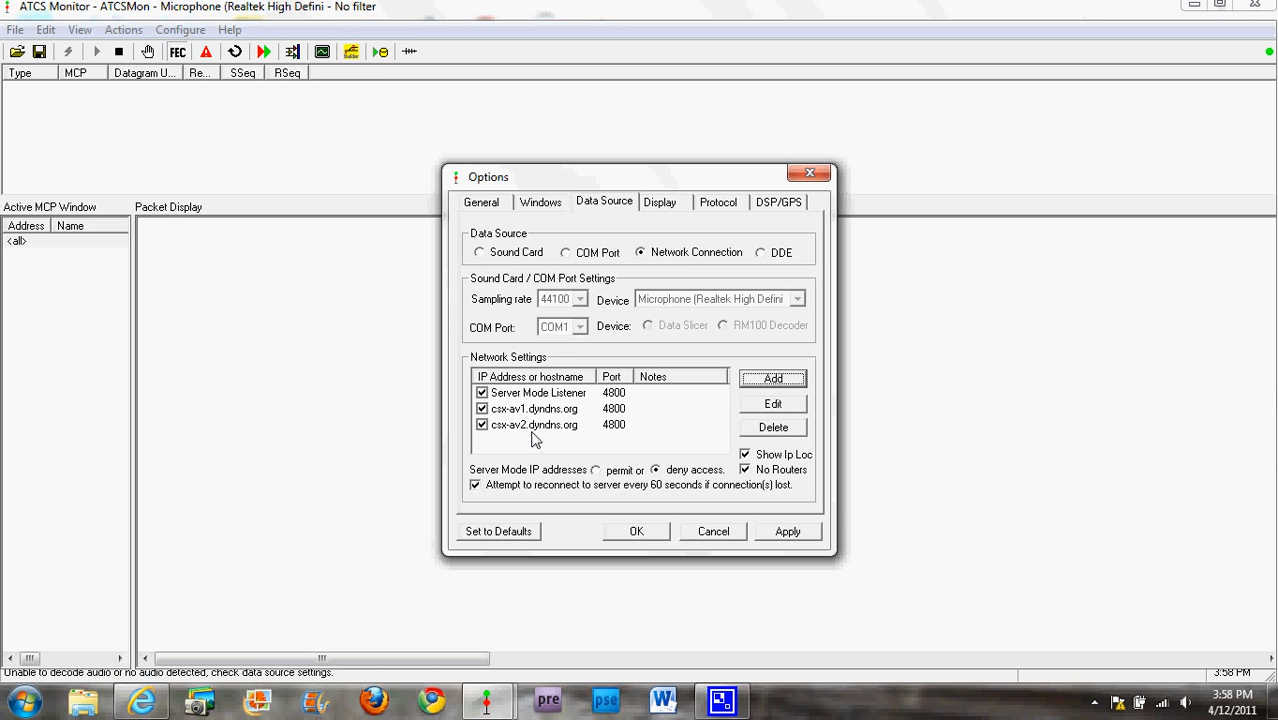 ATCS Monitor - ATCSMon - Microphone (Realtek High Defini - No filter
File Edit View Actions Configure Help
FEC
Builder
Type MCP Datagram U... Re... SSeq RSeq
Active MCP Window Packet Display
Address Name
<all>
Options
General Windows Data Source Display Protocol DSP/GPS
Data Source
Sound Card COM Port Network Connection DDE
Sound Card / COM Port Settings
Sampling rate 44100 Device Microphone (Realtek High Defini
COM Port: COM1 Device: Data Slicer RM100 Decoder
Network Settings
IP Address or hostname Port Notes Add
Server Mode Listener 4800
csx-av1.dyndns.org 4800 Edit
csx-av2.dyndns.org 4800 Delete
Show Ip Loc
Server Mode IP addresses permit or deny access. No Routers
Attempt to reconnect to server every 60 seconds if connection(s) lost.
Set to Defaults OK Cancel Apply
Unable to decode audio or no audio detected, check data source settings. 3:58 PM
pre pse W 3:58 PM
4/12/2011